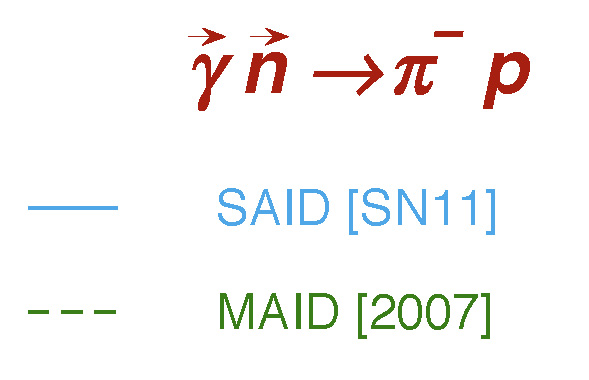 γ⃗ n⃗ → π⁻ p
SAID [SN11]
MAID [2007]